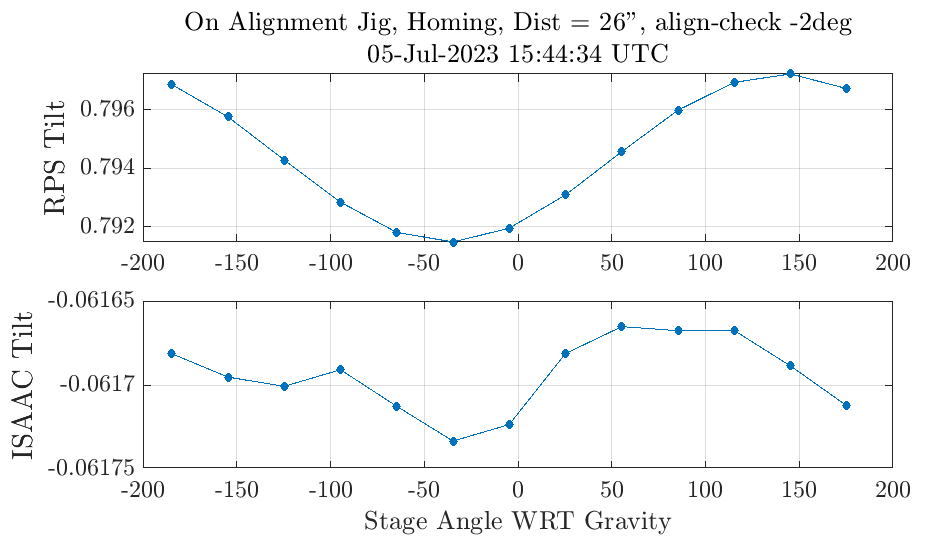 On Alignment Jig, Homing, Dist = 26”, align-check -2deg
05-Jul-2023 15:44:34 UTC
RPS Tilt
0.796
0.794
0.792
-200 -150 -100 -50 0 50 100 150 200
ISAAC Tilt
-0.06165
-0.0617
-0.06175
-200 -150 -100 -50 0 50 100 150 200
Stage Angle WRT Gravity